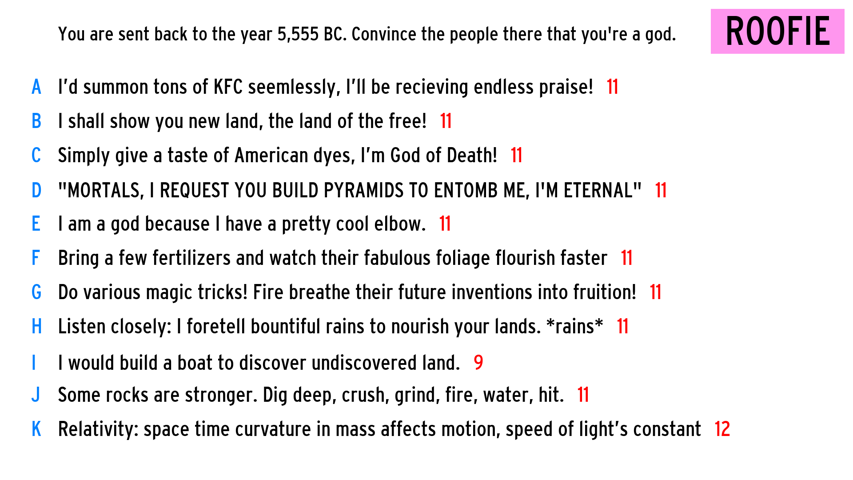 You are sent back to the year 5,555 BC. Convince the people there that you're a god.
ROOFIE
A I'd summon tons of KFC seemlessly, I'll be recieving endless praise! 11
B I shall show you new land, the land of the free! 11
C Simply give a taste of American dyes, I'm God of Death! 11
D "MORTALS, I REQUEST YOU BUILD PYRAMIDS TO ENTOMB ME, I'M ETERNAL" 11
E I am a god because I have a pretty cool elbow. 11
F Bring a few fertilizers and watch their fabulous foliage flourish faster 11
G Do various magic tricks! Fire breathe their future inventions into fruition! 11
H Listen closely: I foretell bountiful rains to nourish your lands. *rains* 11
I I would build a boat to discover undiscovered land. 9
J Some rocks are stronger. Dig deep, crush, grind, fire, water, hit. 11
K Relativity: space time curvature in mass affects motion, speed of light's constant 12